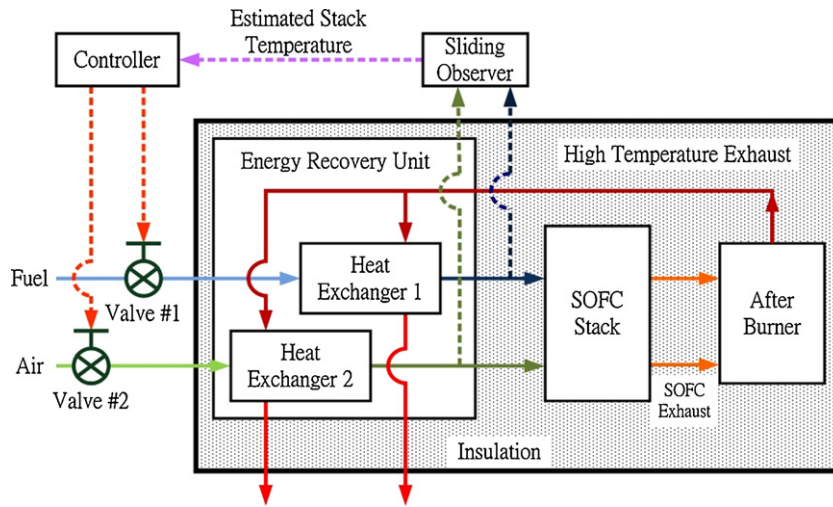 Estimated Stack
Temperature
Controller
Sliding
Observer
Energy Recovery Unit
High Temperature Exhaust
Fuel
Valve #1
Heat
Exchanger 1
SOFC
Stack
After
Burner
Air
Valve #2
Heat
Exchanger 2
SOFC
Exhaust
Insulation